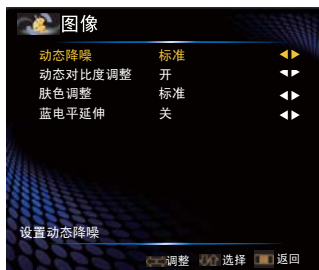 图像
动态降噪 标准
动态对比度调整 开
肤色调整 标准
蓝电平延伸 关
设置动态降噪
调整 选择 返回